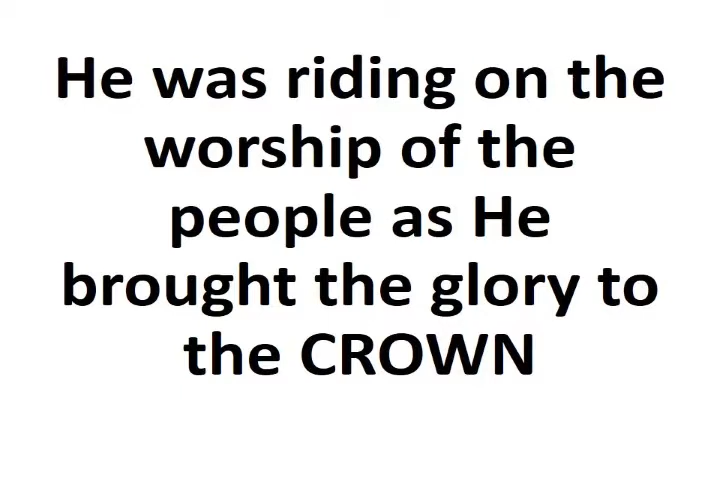 He was riding on the
worship of the
people as He
brought the glory to
the CROWN